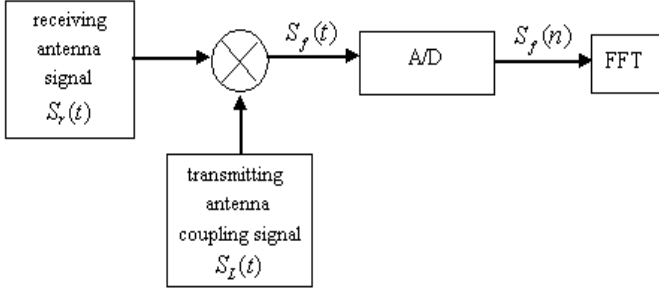 receiving
antenna
signal
S_r(t)
S_f(t)
A/D
S_f(n)
FFT
transmitting
antenna
coupling signal
S_L(t)